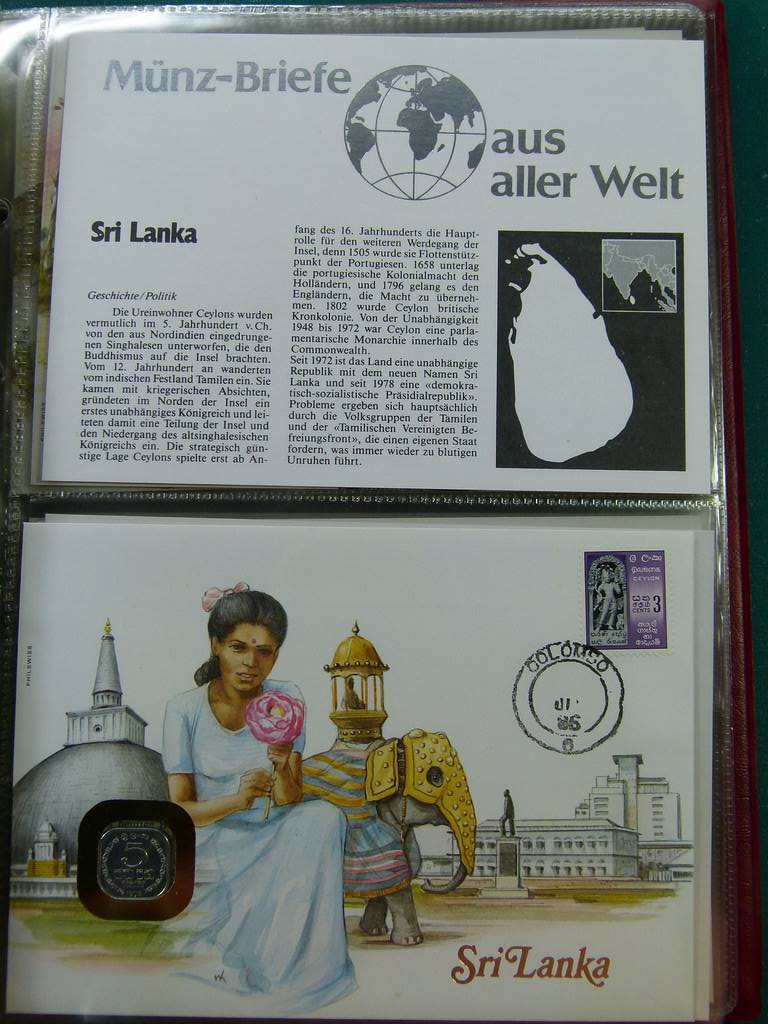 Münz-Briefe
aus
aller Welt
Sri Lanka
Geschichte/Politik
Die Ureinwohner Ceylons wurden
vermutlich im 5. Jahrhundert v. Ch.
von den aus Nordindien eingedrunge-
nen Singhalesen unterworfen, die den
Buddhismus auf die Insel brachten.
Vom 12. Jahrhundert an wanderten
vom indischen Festland Tamilen ein. Sie
kamen mit kriegerischen Absichten,
gründeten im Norden der Insel ein
erstes unabhängiges Königreich und lei-
teten damit eine Teilung der Insel und
den Niedergang des altsinghalesischen
Königreichs ein. Die strategisch gün-
stige Lage Ceylons spielte erst ab An-
fang des 16. Jahrhunderts die Haupt-
rolle für den weiteren Werdegang der
Insel, denn 1505 wurde sie Flottenstütz-
punkt der Portugiesen. 1658 unterlag
die portugiesische Kolonialmacht den
Holländern, und 1796 gelang es den
Engländern, die Macht zu überneh-
men. 1802 wurde Ceylon britische
Kronkolonie. Von der Unabhängigkeit
1948 bis 1972 war Ceylon eine parla-
mentarische Monarchie innerhalb des
Commonwealth.
Seit 1972 ist das Land eine unabhängige
Republik mit dem neuen Namen Sri
Lanka und seit 1978 eine «demokra-
tisch-sozialistische Präsidialrepublik».
Probleme ergeben sich hauptsächlich
durch die Volksgruppen der Tamilen
und der «Tamilischen Vereinigten Be-
freiungsfront», die einen eigenen Staat
fordern, was immer wieder zu blutigen
Unruhen führt.
PHILSWISS
ලංකා
இலங்கை
CEYLON
සත
சதம்
CENTS 3
COLOMBO
86
6
5
Sri Lanka